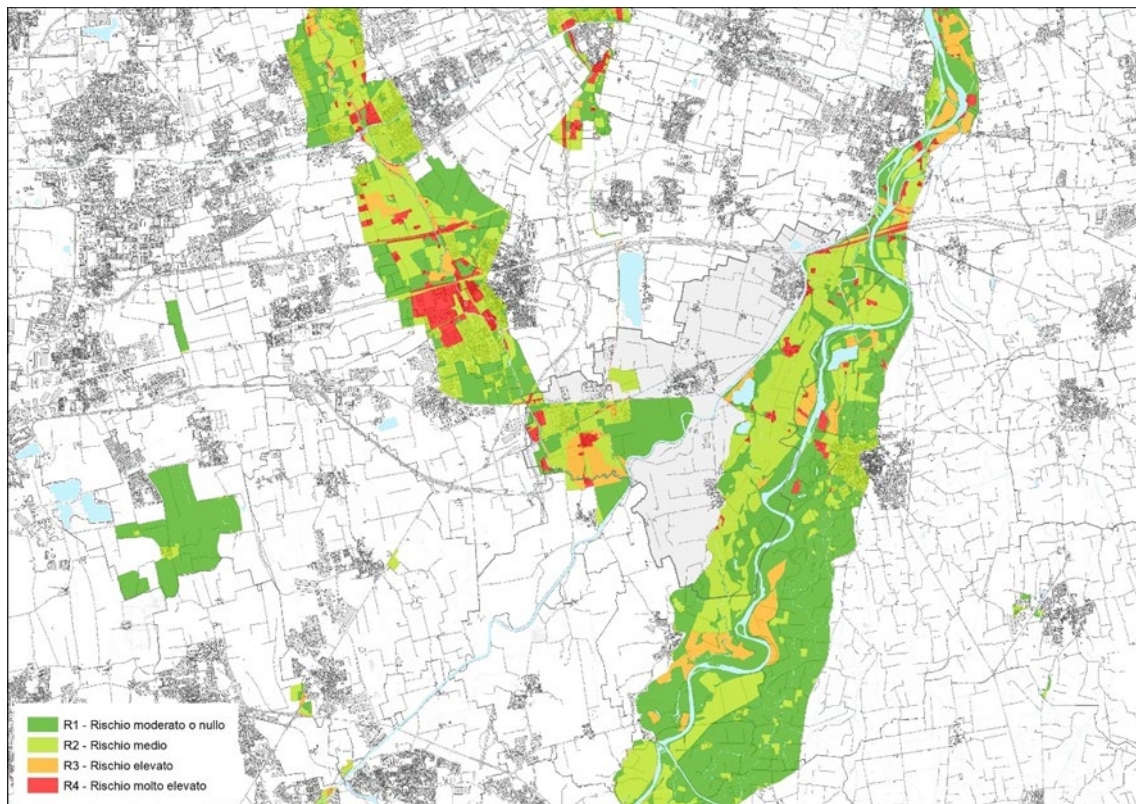 R1 - Rischio moderato o nullo
R2 - Rischio medio
R3 - Rischio elevato
R4 - Rischio molto elevato